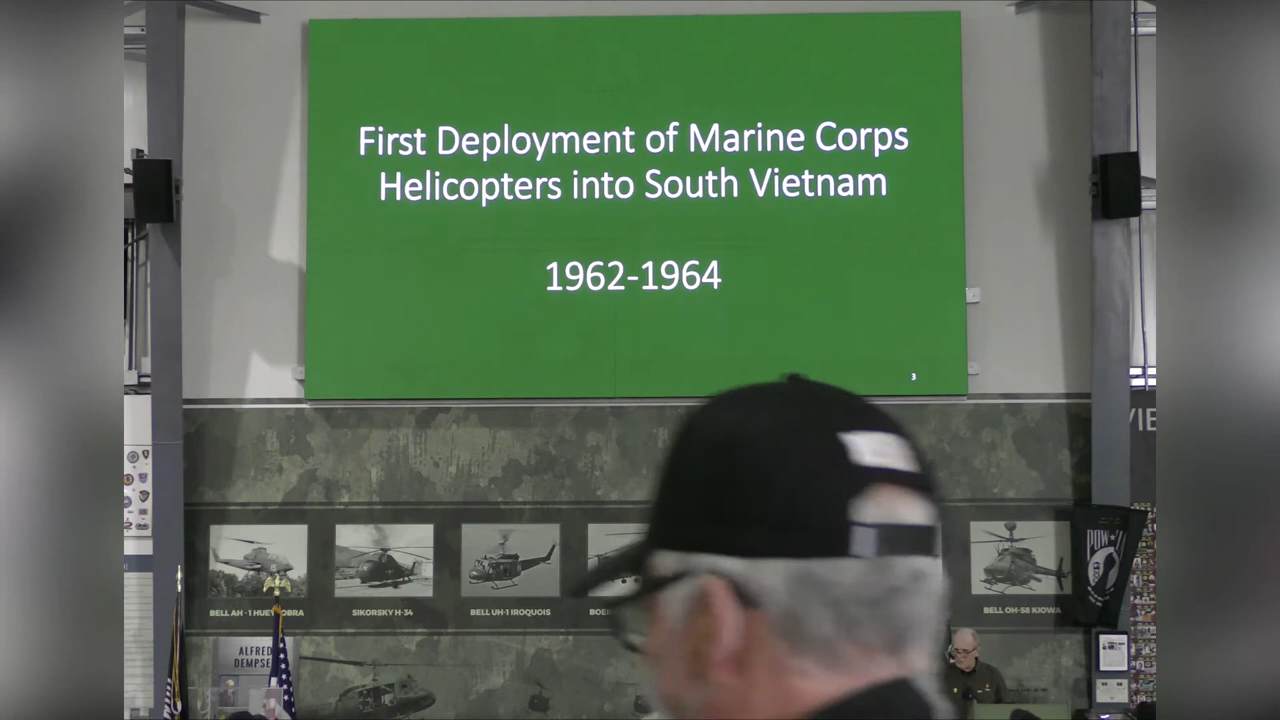 First Deployment of Marine Corps
Helicopters into South Vietnam
1962-1964
3
BELL AH-1 HUEY COBRA
SIKORSKY H-34
BELL UH-1 IROQUOIS
BELL OH-58 KIOWA
POW
ALFRED